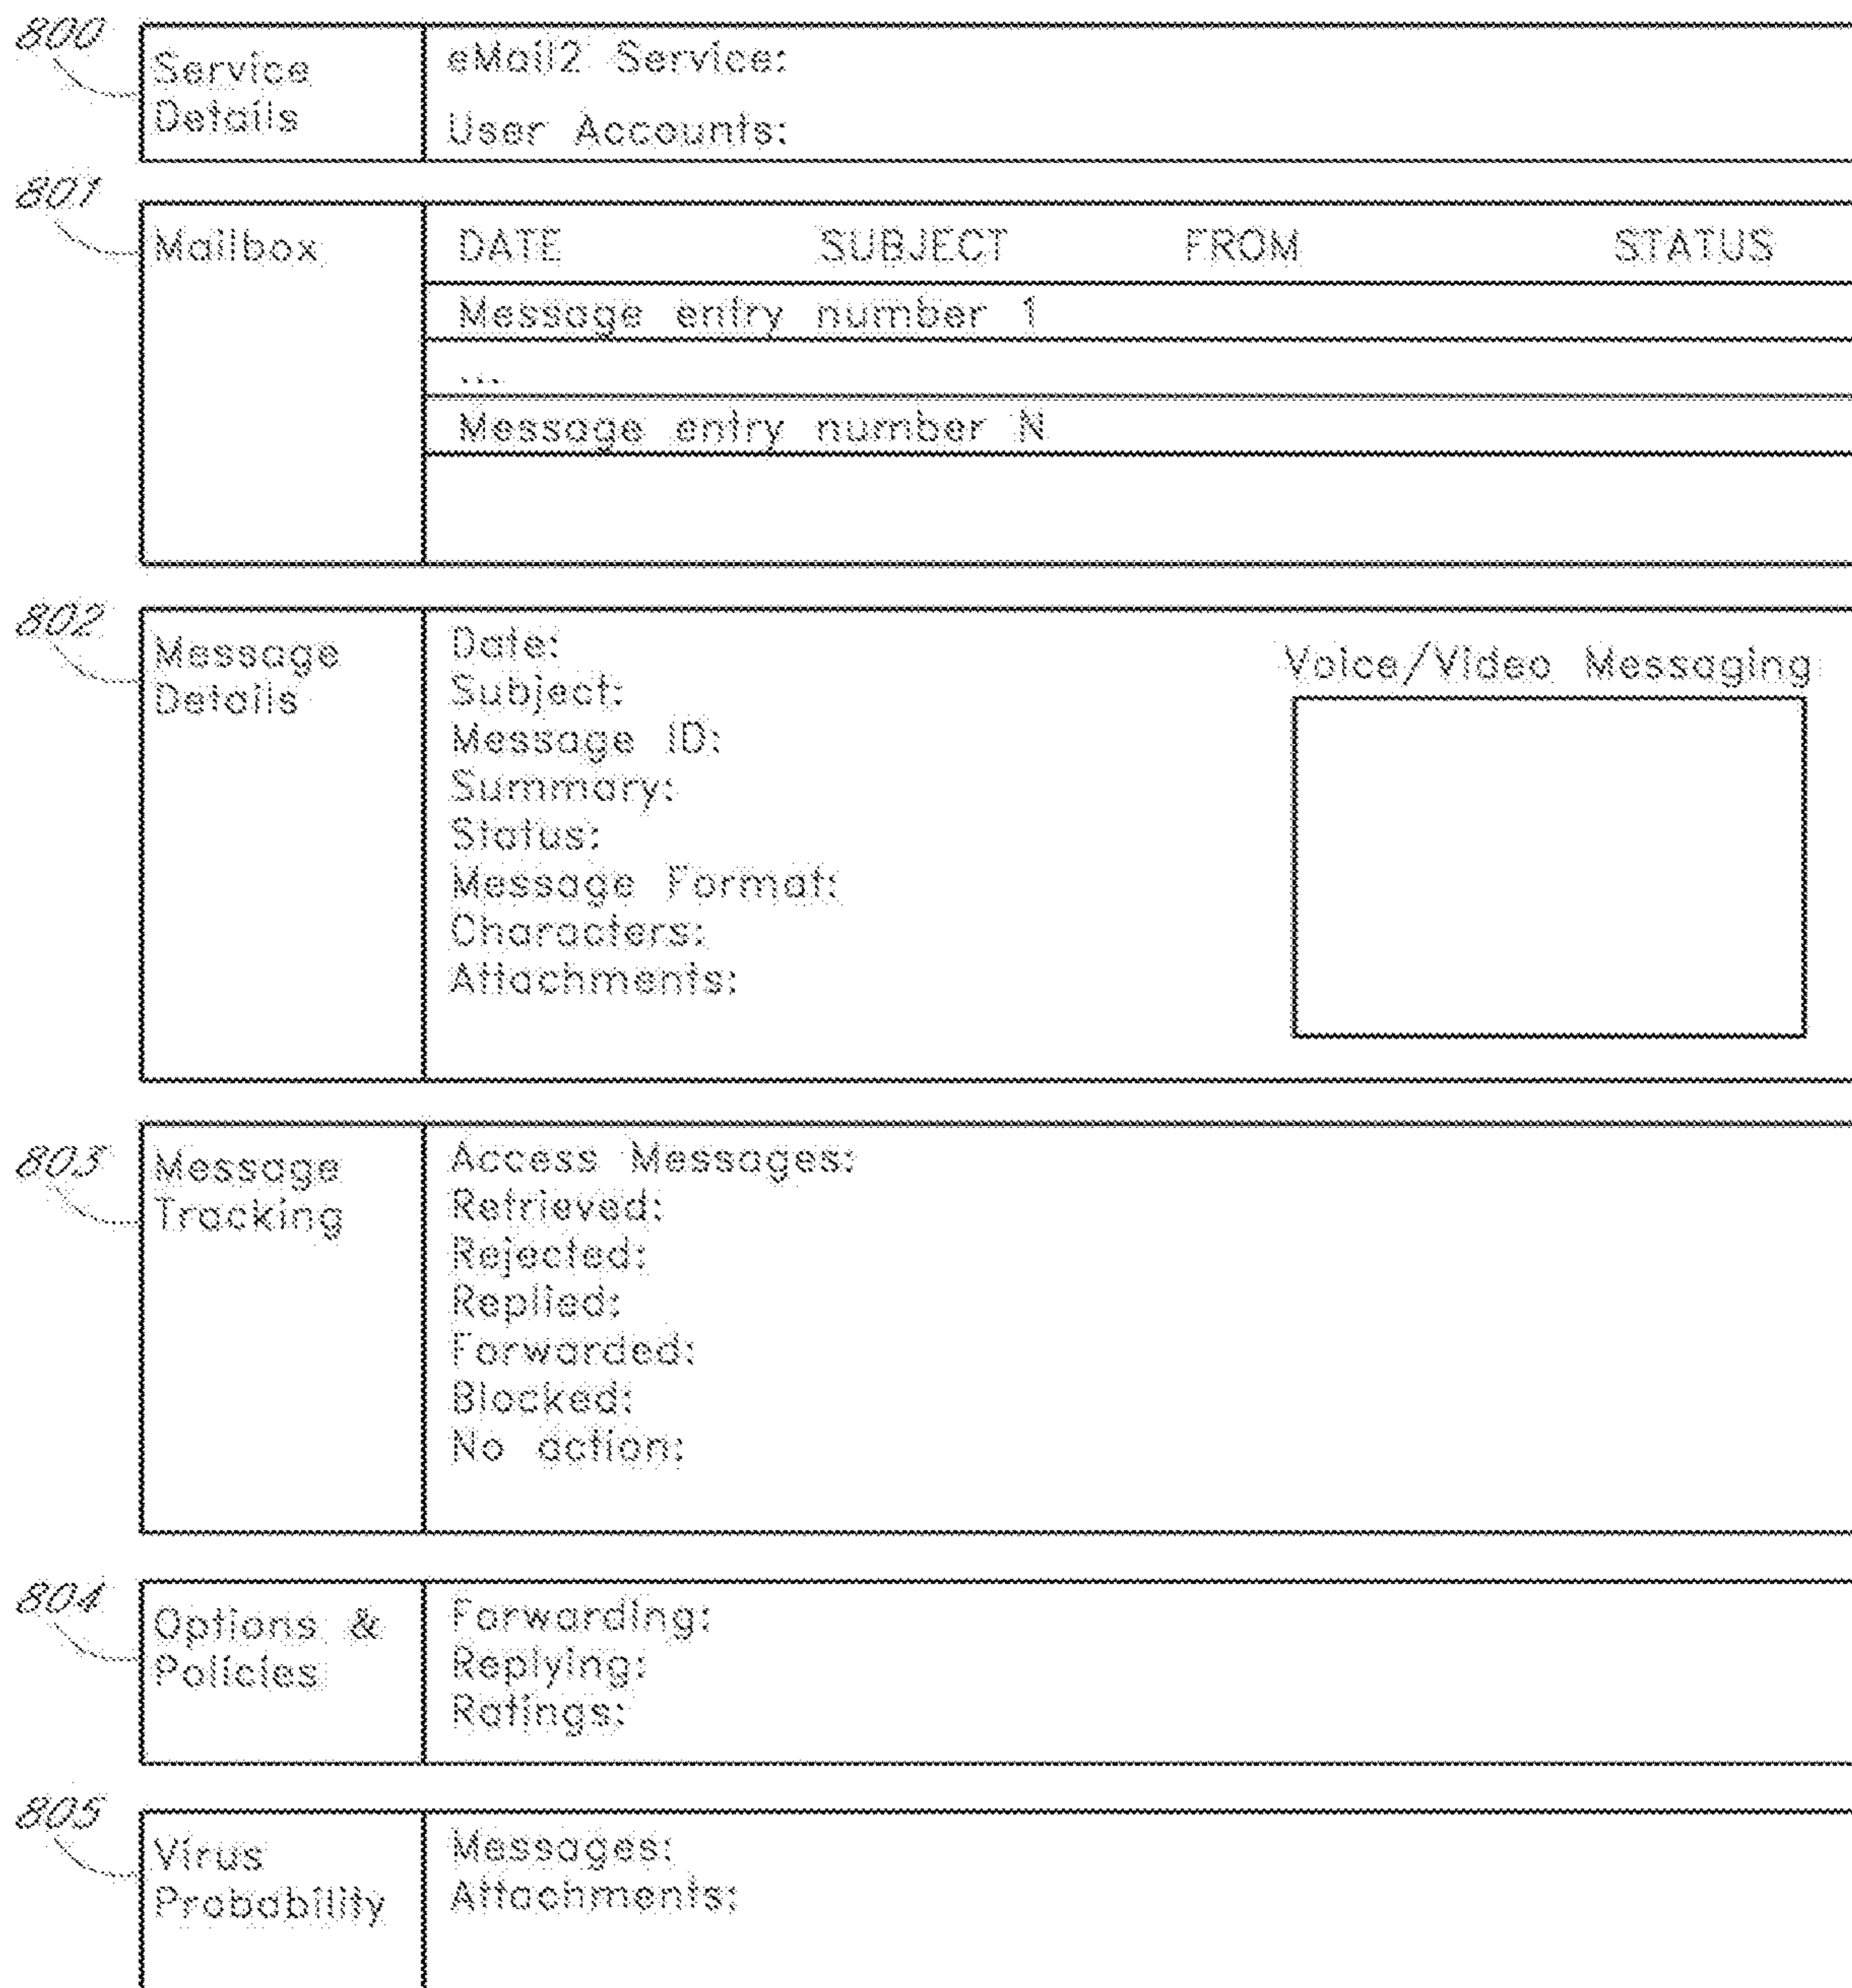 800
Service
Details
eMail2 Service:
User Accounts:
801
Mailbox
DATE SUBJECT FROM STATUS
Message entry number 1
...
Message entry number N
802
Message
Details
Date:
Subject:
Message ID:
Summary:
Status:
Message Format:
Characters:
Attachments:
Voice/Video Messaging
803
Message
Tracking
Access Messages:
Retrieved:
Rejected:
Replied:
Forwarded:
Blocked:
No action:
804
Options &
Policies
Forwarding:
Replying:
Ratings:
805
Virus
Probability
Messages:
Attachments: